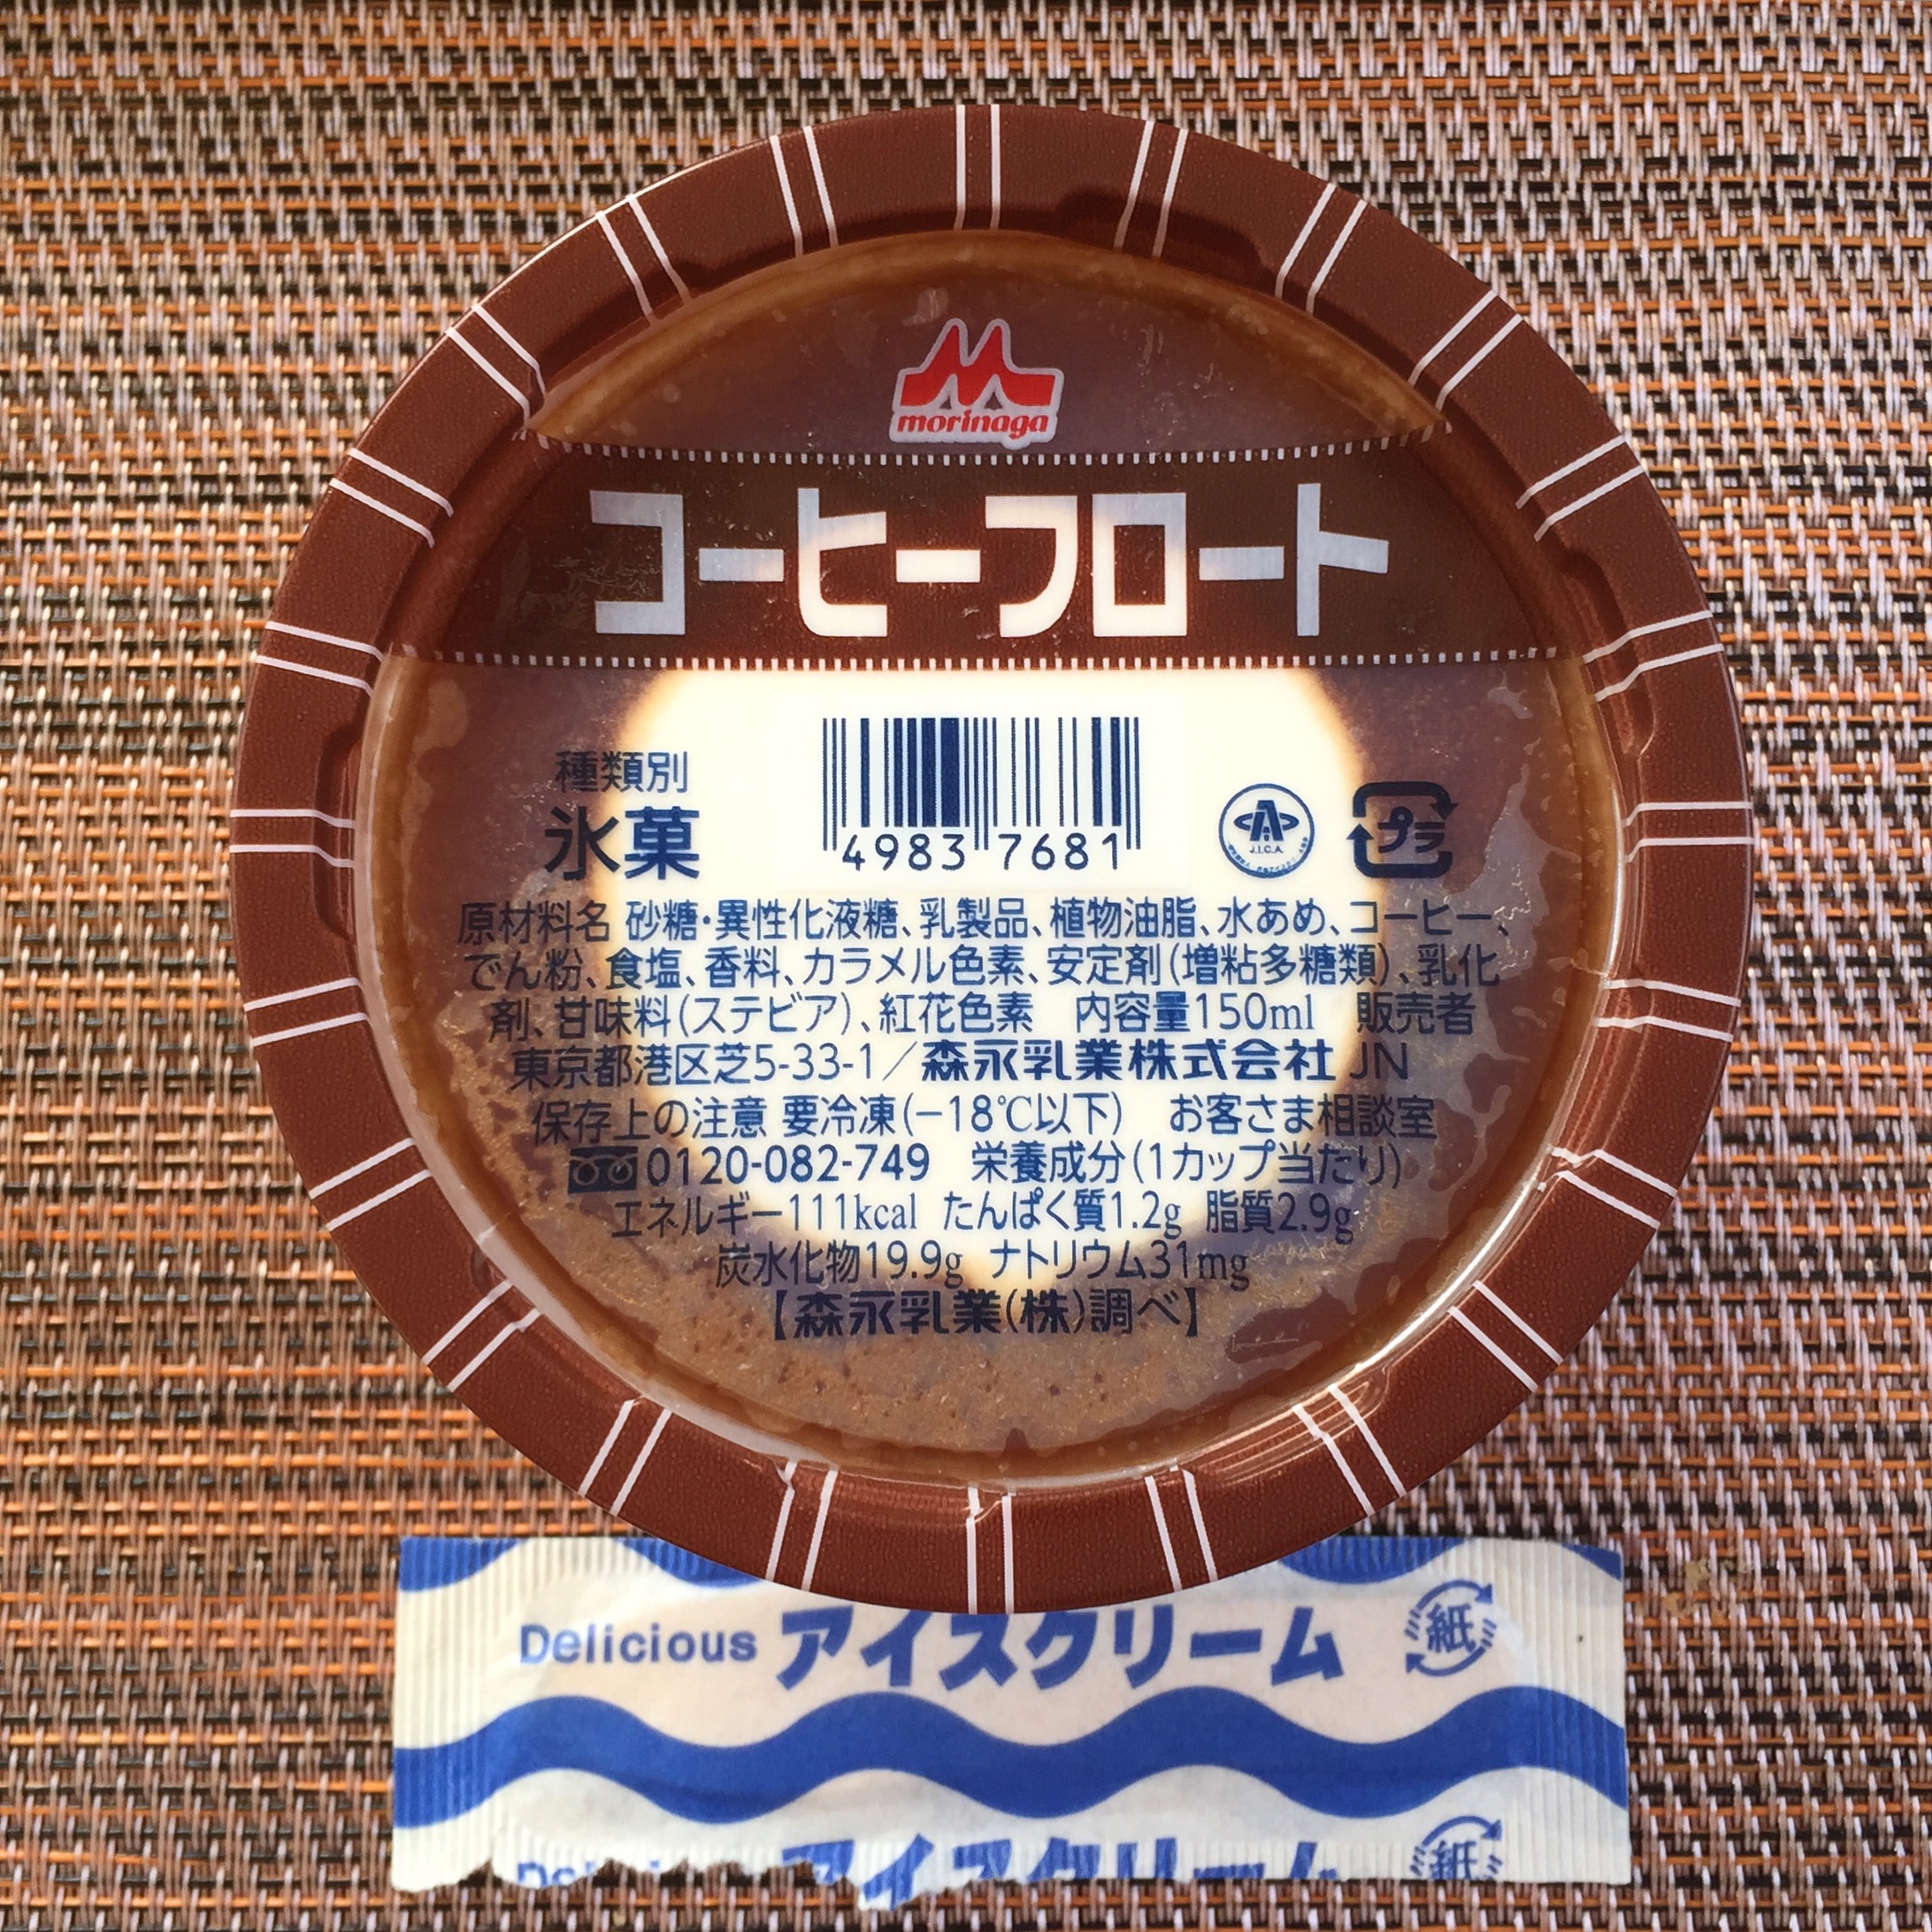 morinaga
コーヒーフロート
種類別
氷菓
4983 7681
J.I.C.A.
プラ
原材料名 砂糖・異性化液糖、乳製品、植物油脂、水あめ、コーヒー、
でん粉、食塩、香料、カラメル色素、安定剤(増粘多糖類)、乳化
剤、甘味料(ステビア)、紅花色素 内容量150ml 販売者
東京都港区芝5-33-1/森永乳業株式会社 JN
保存上の注意 要冷凍(−18℃以下) お客さま相談室
0120-082-749 栄養成分(1カップ当たり)
エネルギー111kcal たんぱく質1.2g 脂質2.9g
炭水化物19.9g ナトリウム31mg
【森永乳業(株)調べ】
Delicious アイスクリーム 紙
アイスクリーム 紙